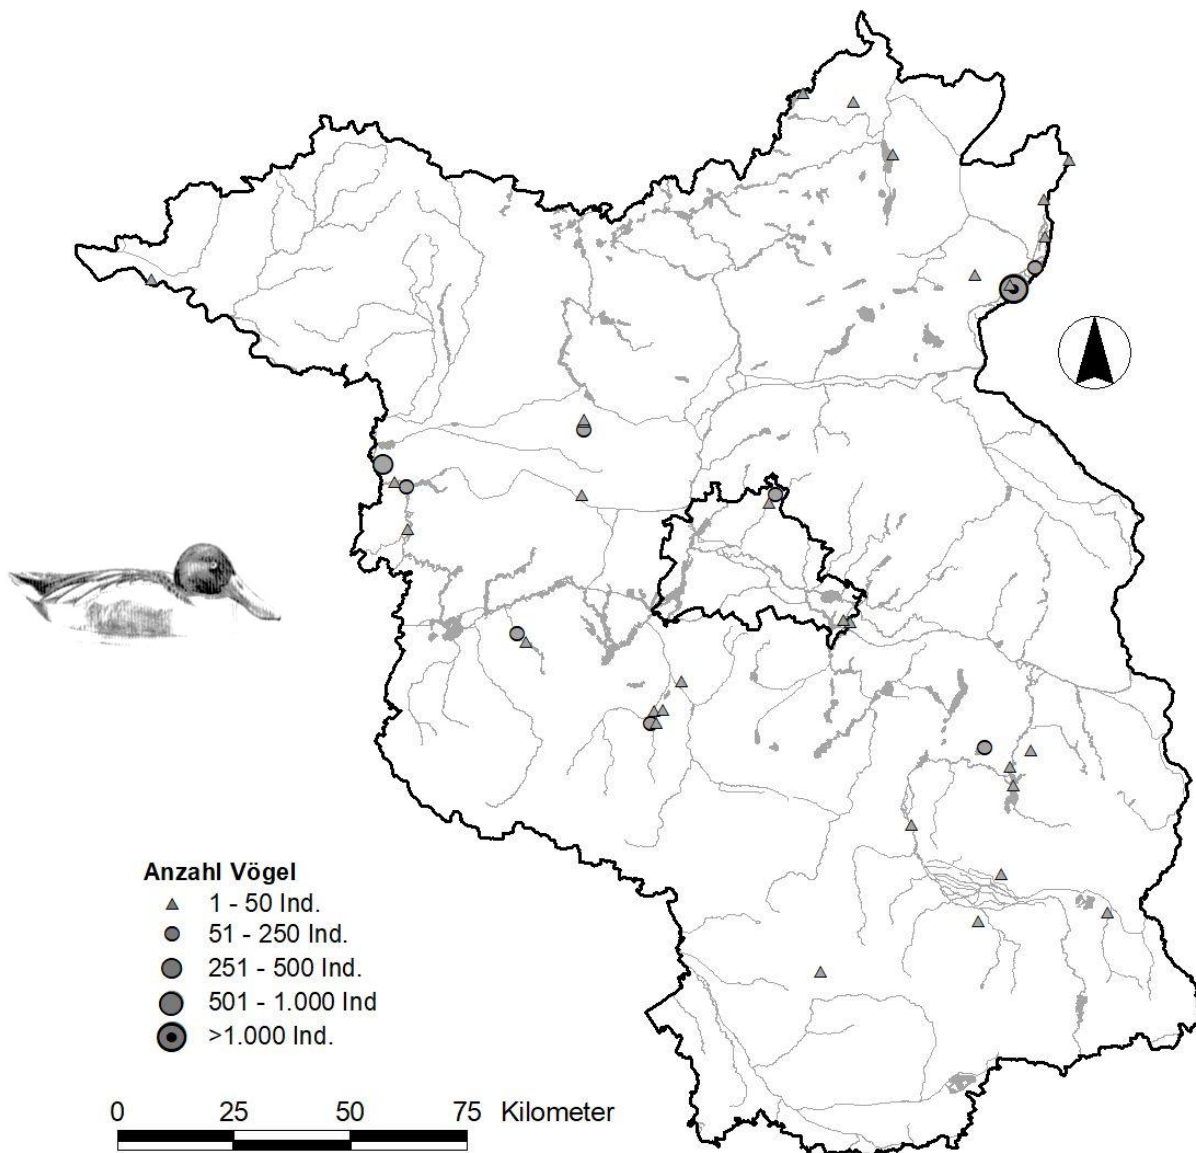 Anzahl Vögel
1 - 50 Ind.
51 - 250 Ind.
251 - 500 Ind.
501 - 1.000 Ind
>1.000 Ind.
0 25 50 75 Kilometer